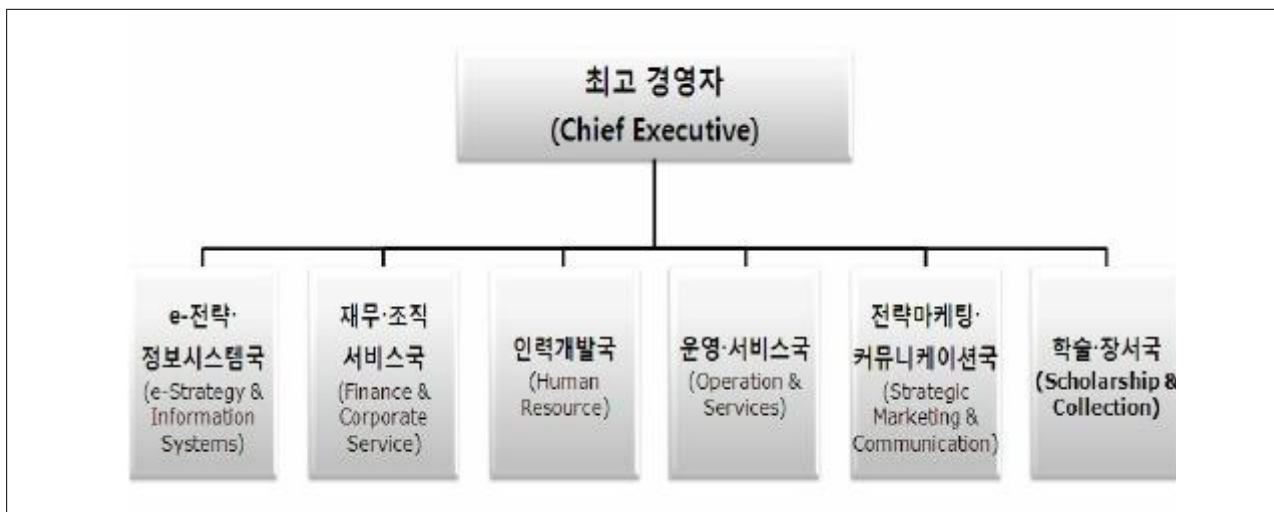 최고 경영자
(Chief Executive)
e-전략·
정보시스템국
(e-Strategy &
Information
Systems)
재무·조직
서비스국
(Finance &
Corporate
Service)
인력개발국
(Human
Resource)
운영·서비스국
(Operation &
Services)
전략마케팅·
커뮤니케이션국
(Strategic
Marketing &
Communication)
학술·장서국
(Scholarship &
Collection)